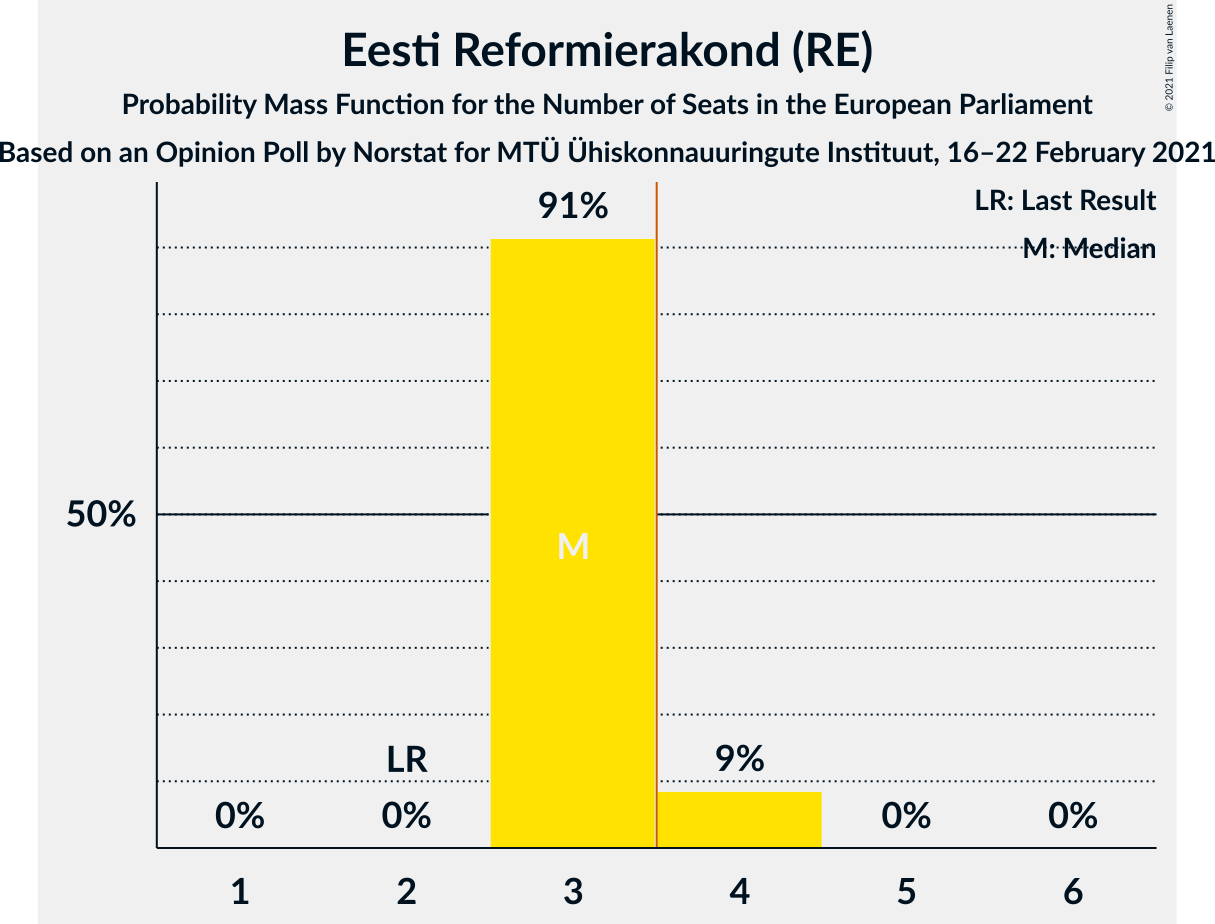 Eesti Reformierakond (RE)
Probability Mass Function for the Number of Seats in the European Parliament
Based on an Opinion Poll by Norstat for MTÜ Ühiskonnauuringute Instituut, 16–22 February 2021
© 2021 Filip van Laenen
LR: Last Result
M: Median
91%
50%
M
LR
9%
0% 0% 0% 0%
1 2 3 4 5 6